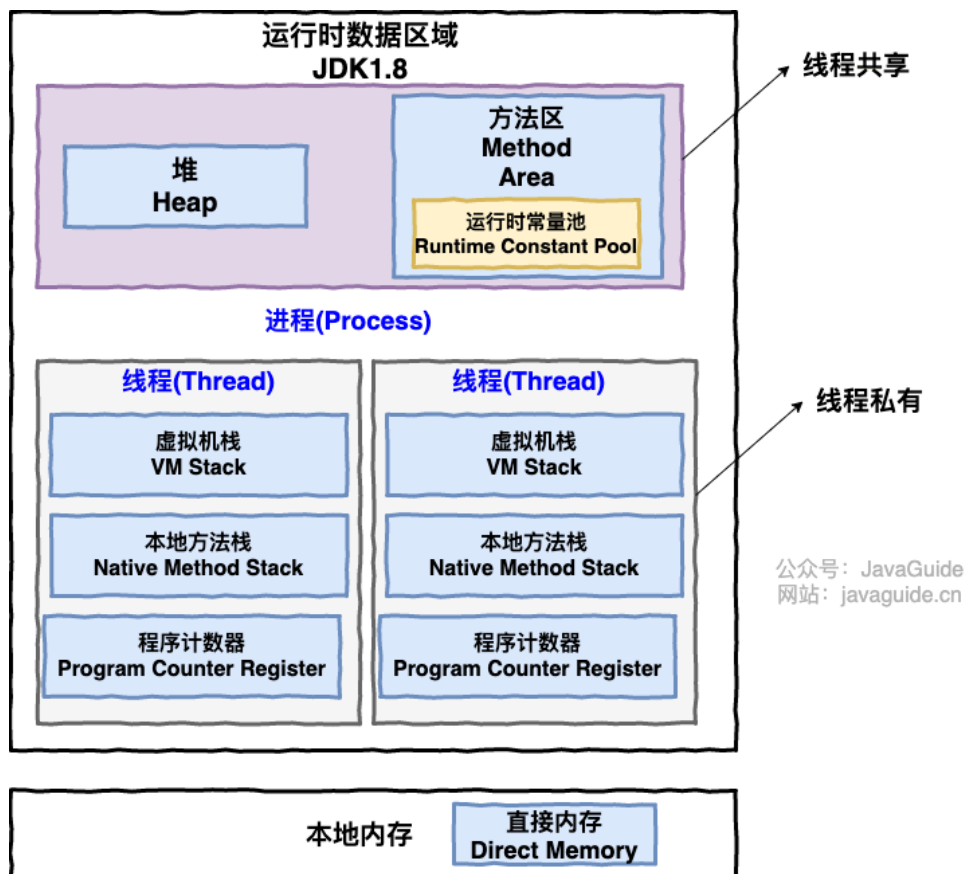 运行时数据区域
JDK1.8
线程共享
堆
Heap
方法区
Method
Area
运行时常量池
Runtime Constant Pool
进程(Process)
线程(Thread)
虚拟机栈
VM Stack
本地方法栈
Native Method Stack
程序计数器
Program Counter Register
线程(Thread)
虚拟机栈
VM Stack
本地方法栈
Native Method Stack
程序计数器
Program Counter Register
线程私有
公众号：JavaGuide
网站：javaguide.cn
本地内存
直接内存
Direct Memory